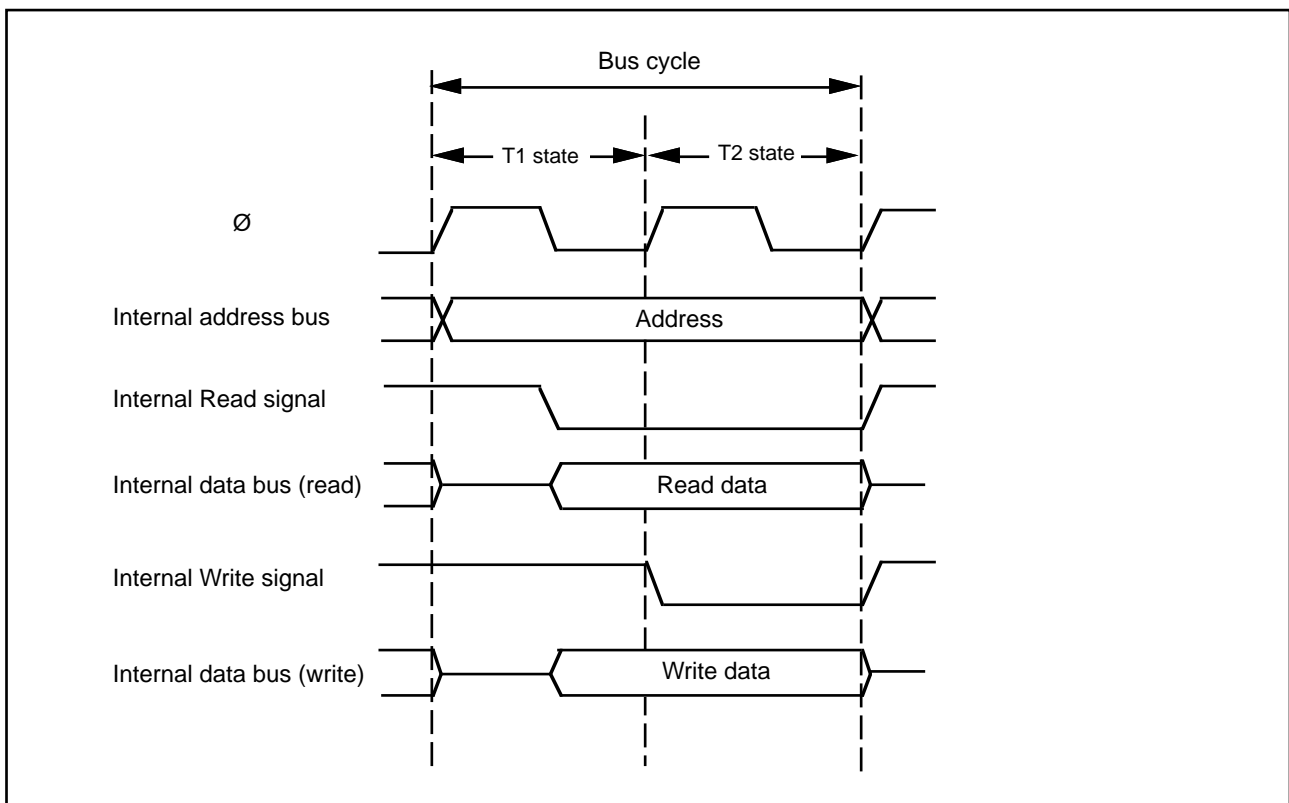 Bus cycle
T1 state
T2 state
Ø
Internal address bus
Address
Internal Read signal
Internal data bus (read)
Read data
Internal Write signal
Internal data bus (write)
Write data